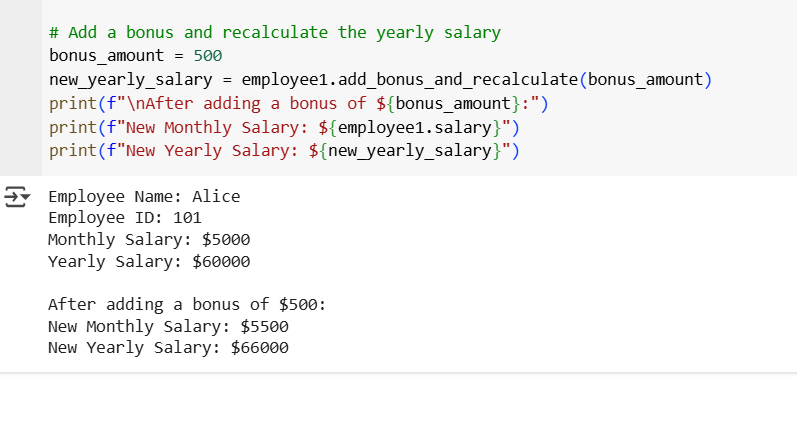 # Add a bonus and recalculate the yearly salary
bonus_amount = 500
new_yearly_salary = employee1.add_bonus_and_recalculate(bonus_amount)
print(f"\nAfter adding a bonus of ${bonus_amount}:")
print(f"New Monthly Salary: ${employee1.salary}")
print(f"New Yearly Salary: ${new_yearly_salary}")
Employee Name: Alice
Employee ID: 101
Monthly Salary: $5000
Yearly Salary: $60000
After adding a bonus of $500:
New Monthly Salary: $5500
New Yearly Salary: $66000